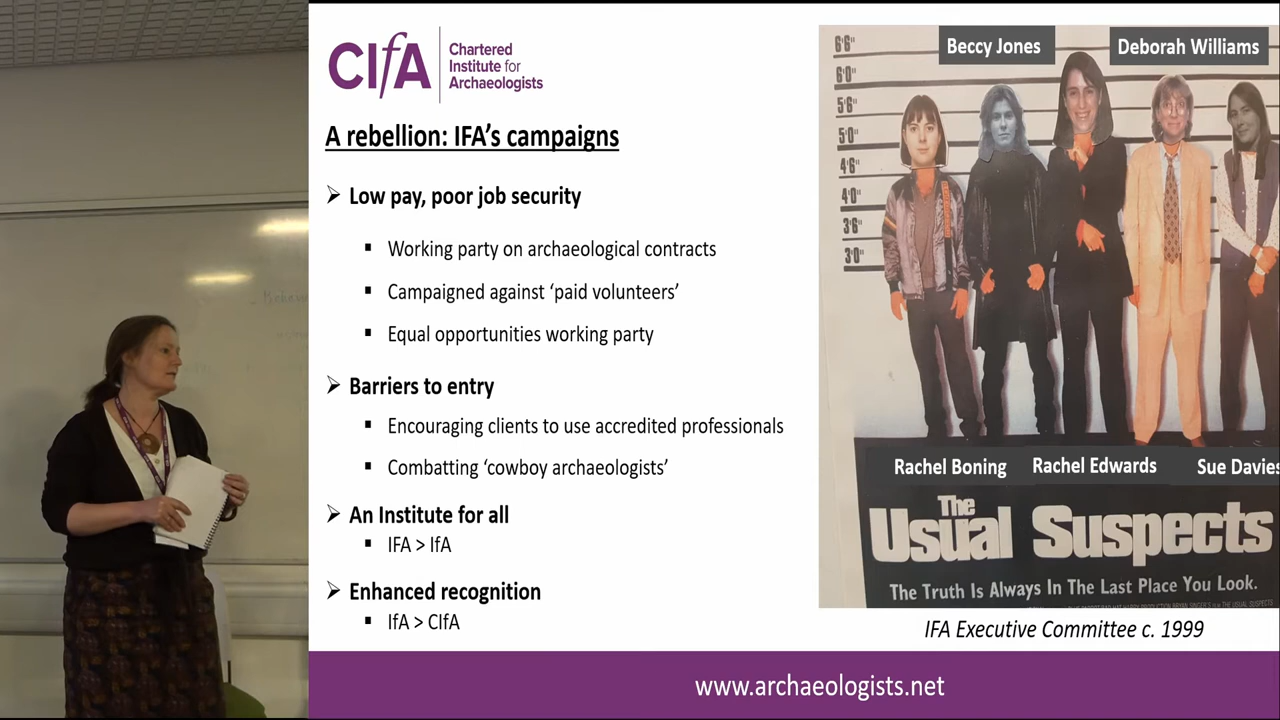 CIfA
Chartered
Institute for
Archaeologists
A rebellion: IFA's campaigns
Low pay, poor job security
Working party on archaeological contracts
Campaigned against 'paid volunteers'
Equal opportunities working party
Barriers to entry
Encouraging clients to use accredited professionals
Combatting 'cowboy archaeologists'
An Institute for all
IFA > IfA
Enhanced recognition
IfA > CIfA
Beccy Jones
Deborah Williams
6'6"
6'0"
5'6"
5'0"
4'6"
4'0"
3'6"
3'0"
Rachel Boning
Rachel Edwards
Sue Davies
The
Usual Suspects
The Truth Is Always In The Last Place You Look.
IFA Executive Committee c. 1999
www.archaeologists.net